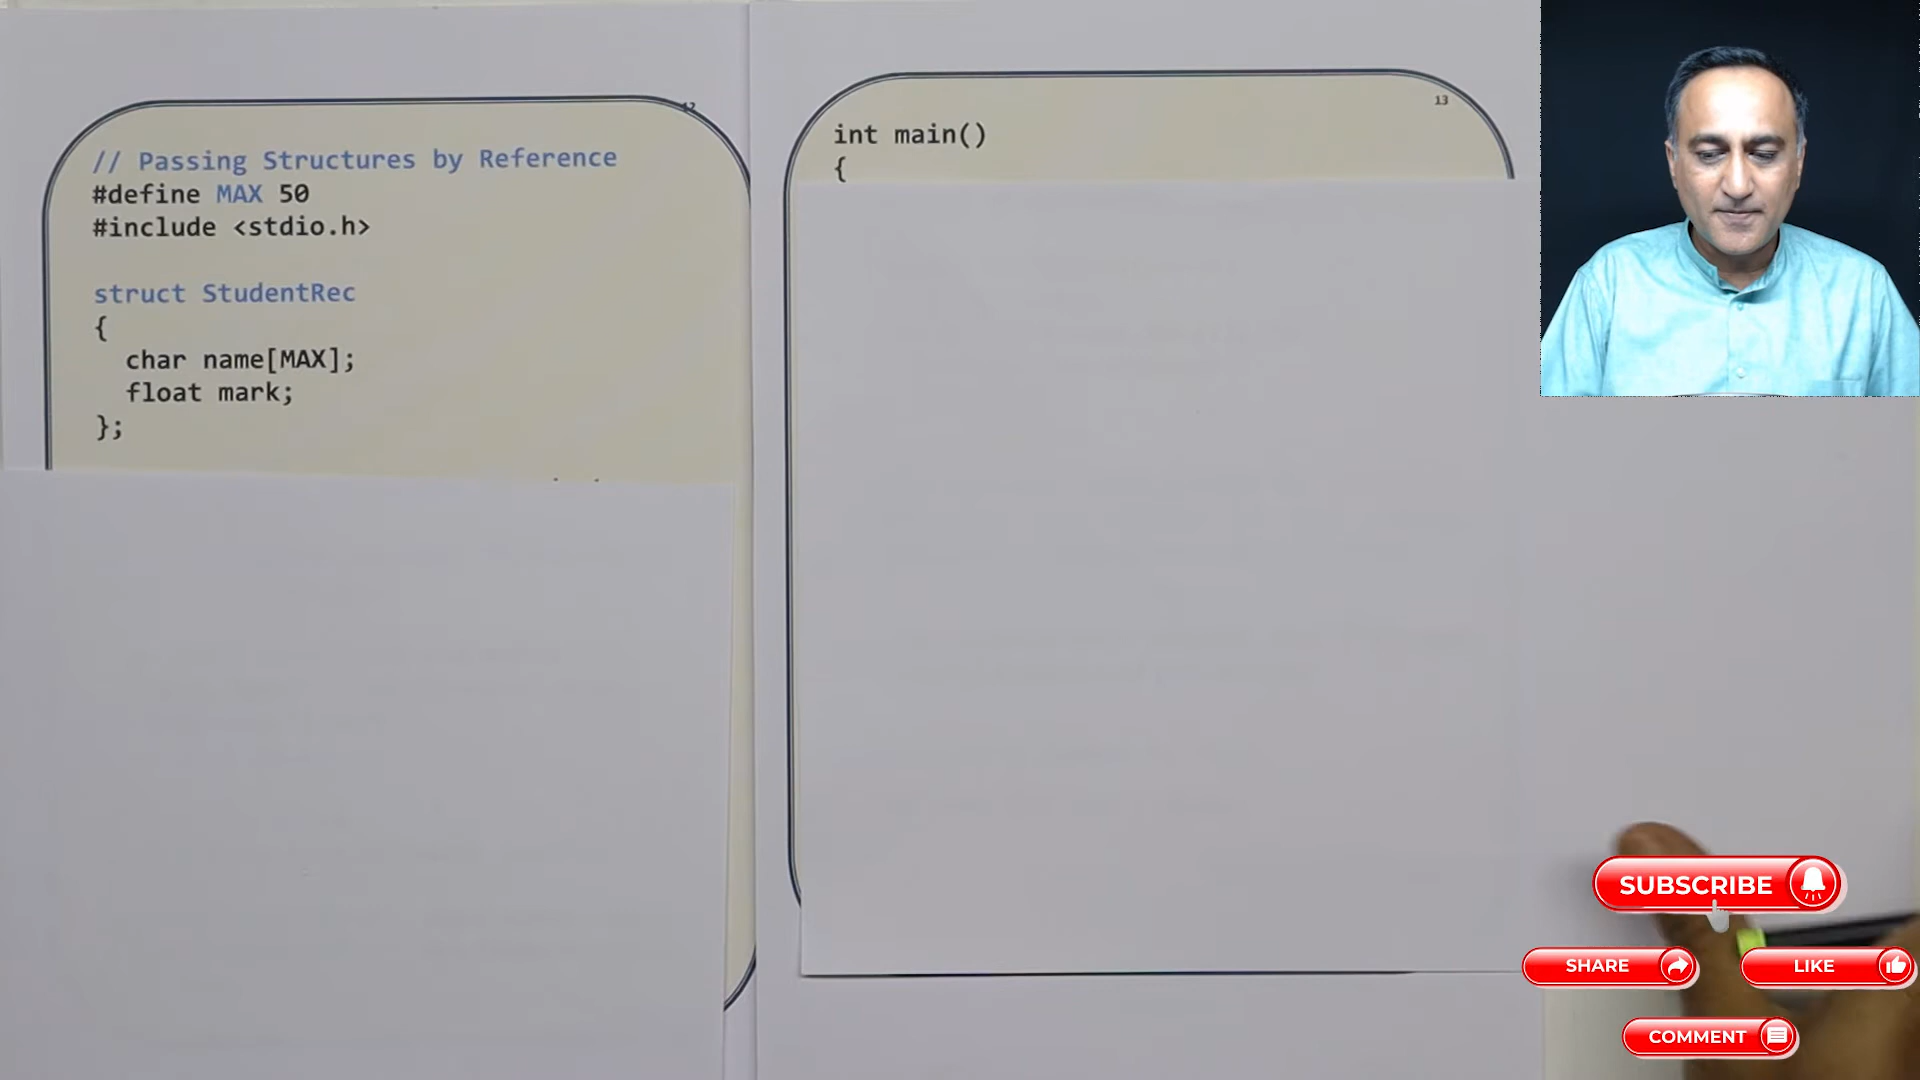 12
// Passing Structures by Reference
#define MAX 50
#include <stdio.h>
struct StudentRec
{
char name[MAX];
float mark;
};
13
int main()
{
SUBSCRIBE
SHARE
LIKE
COMMENT